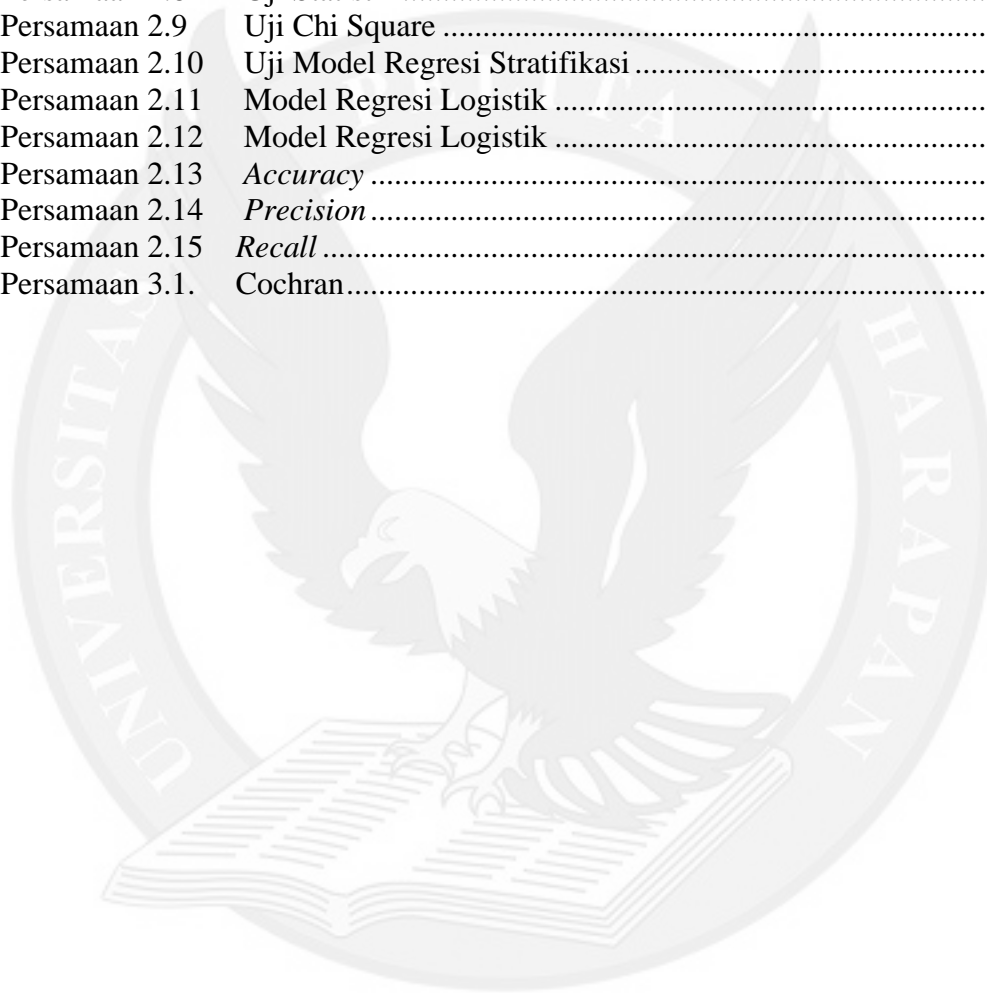 Persamaan 2.9 Uji Chi Square ........................................................................
Persamaan 2.10 Uji Model Regresi Stratifikasi ............................................
Persamaan 2.11 Model Regresi Logistik ......................................................
Persamaan 2.12 Model Regresi Logistik ......................................................
Persamaan 2.13 Accuracy .............................................................................
Persamaan 2.14 Precision .............................................................................
Persamaan 2.15 Recall ...................................................................................
Persamaan 3.1. Cochran ................................................................................
UNIVERSITAS
HARAPAN